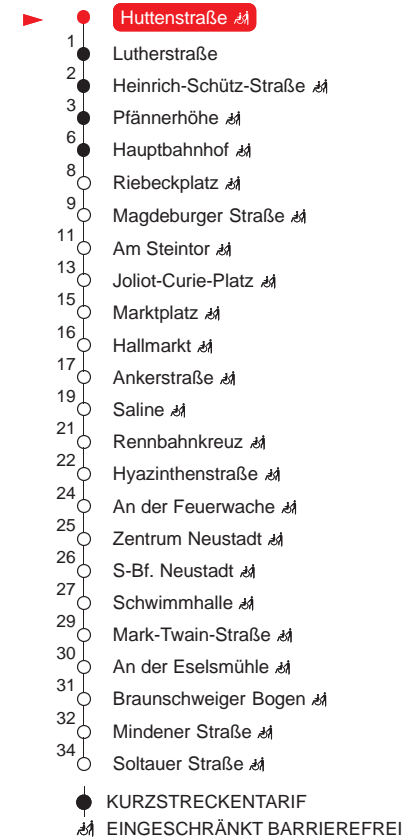 Huttenstraße
1 Lutherstraße
2 Heinrich-Schütz-Straße
3 Pfännerhöhe
6 Hauptbahnhof
8 Riebeckplatz
9 Magdeburger Straße
11 Am Steintor
13 Joliot-Curie-Platz
15 Marktplatz
16 Hallmarkt
17 Ankerstraße
19 Saline
21 Rennbahnkreuz
22 Hyazinthenstraße
24 An der Feuerwache
25 Zentrum Neustadt
26 S-Bf. Neustadt
27 Schwimmhalle
29 Mark-Twain-Straße
30 An der Eselsmühle
31 Braunschweiger Bogen
32 Mindener Straße
34 Soltauer Straße
KURZSTRECKENTARIF
EINGESCHRÄNKT BARRIEREFREI